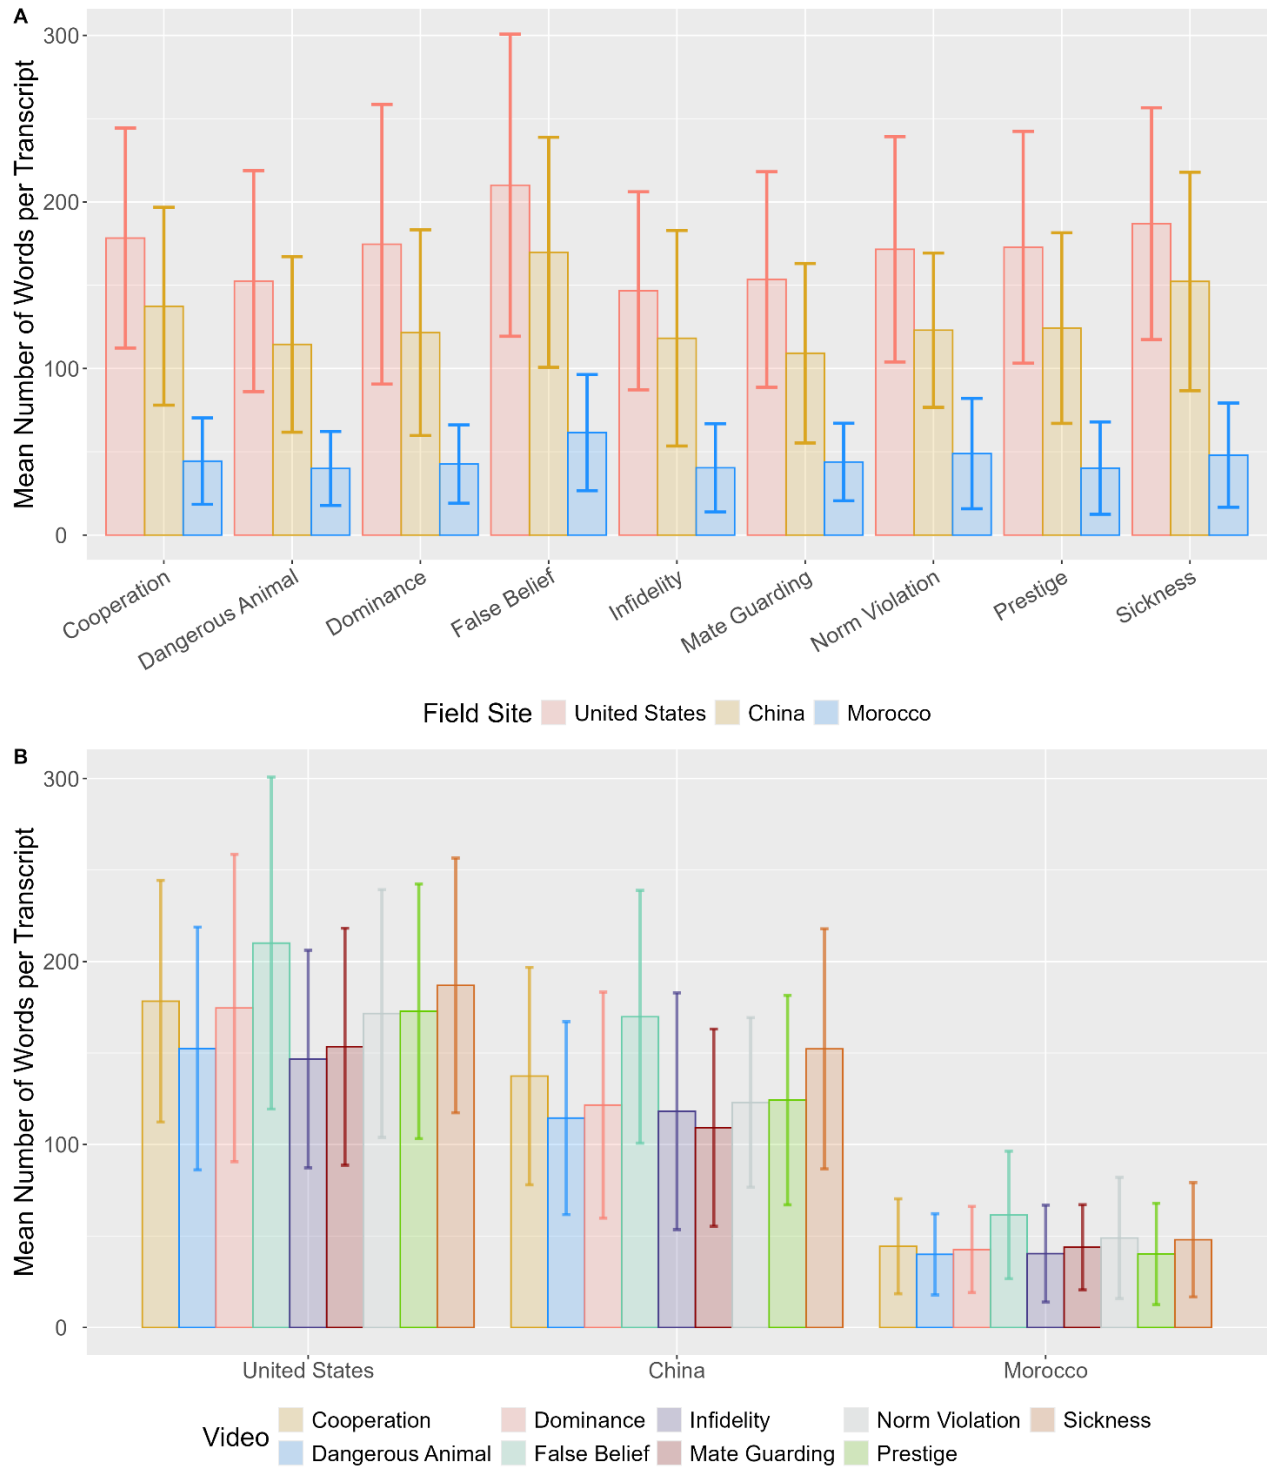 A
Mean Number of Words per Transcript
300
200
100
0
Cooperation
Dangerous Animal
Dominance
False Belief
Infidelity
Mate Guarding
Norm Violation
Prestige
Sickness
Field Site United States China Morocco
B
Mean Number of Words per Transcript
300
200
100
0
United States China Morocco
Video
Cooperation Dominance Infidelity Norm Violation Sickness
Dangerous Animal False Belief Mate Guarding Prestige